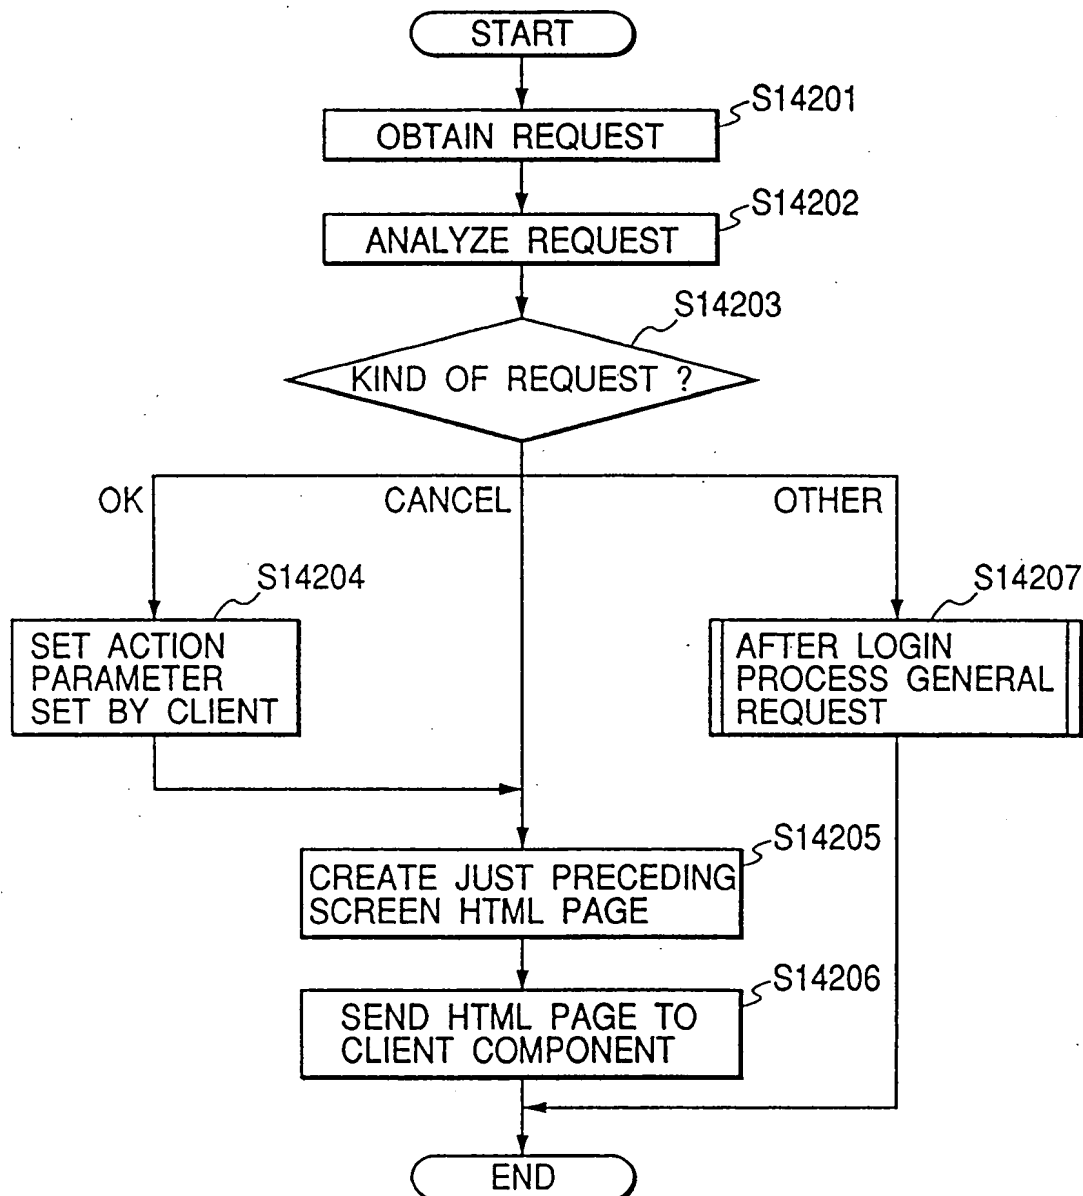 START
S14201
OBTAIN REQUEST
S14202
ANALYZE REQUEST
S14203
KIND OF REQUEST ?
OK
CANCEL
OTHER
S14204
SET ACTION
PARAMETER
SET BY CLIENT
S14207
AFTER LOGIN
PROCESS GENERAL
REQUEST
S14205
CREATE JUST PRECEDING
SCREEN HTML PAGE
S14206
SEND HTML PAGE TO
CLIENT COMPONENT
END